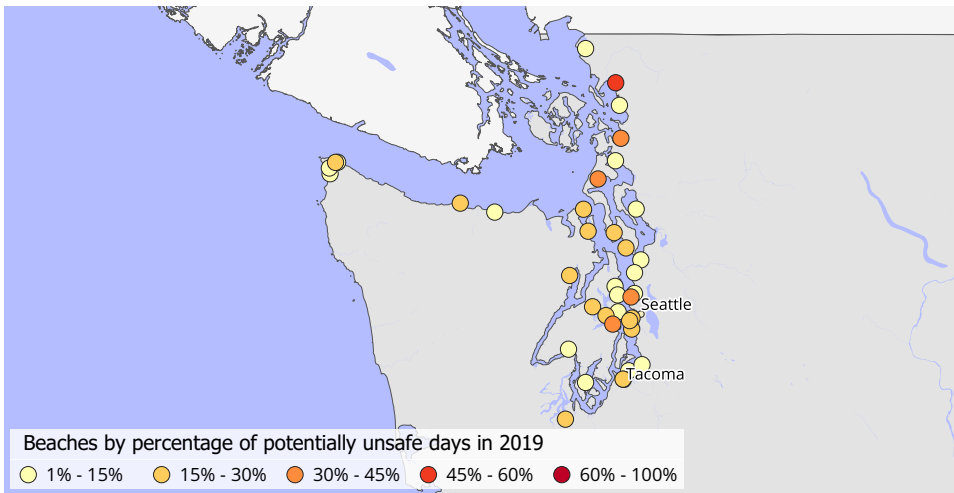 Seattle
Tacoma
Beaches by percentage of potentially unsafe days in 2019
1% - 15% 15% - 30% 30% - 45% 45% - 60% 60% - 100%